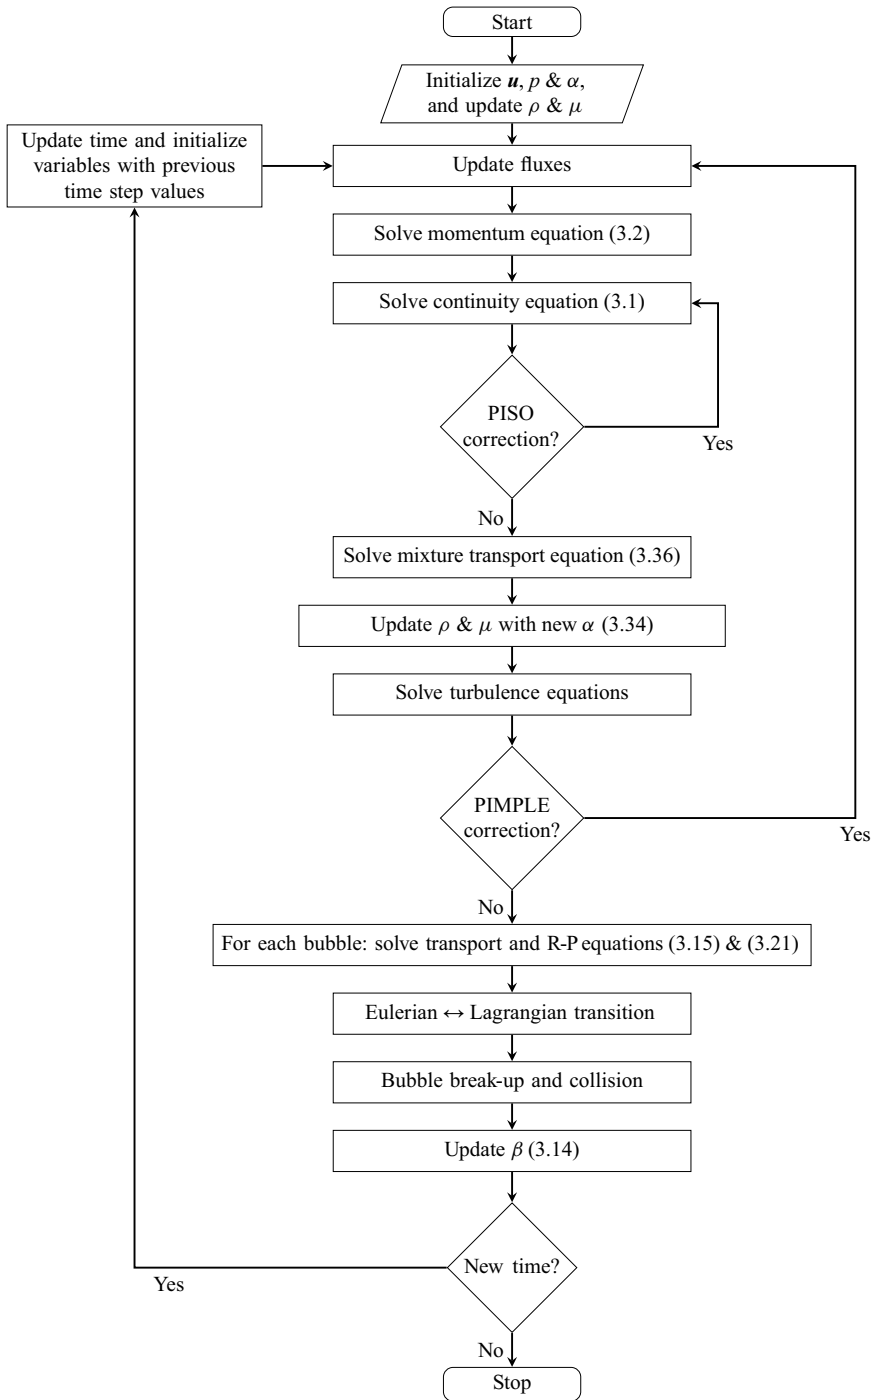 Start
Initialize u, p & α,
and update ρ & μ
Update time and initialize
variables with previous
time step values
Update fluxes
Solve momentum equation (3.2)
Solve continuity equation (3.1)
PISO
correction?
Yes
No
Solve mixture transport equation (3.36)
Update ρ & μ with new α (3.34)
Solve turbulence equations
PIMPLE
correction?
Yes
No
For each bubble: solve transport and R-P equations (3.15) & (3.21)
Eulerian ↔ Lagrangian transition
Bubble break-up and collision
Update β (3.14)
New time?
Yes
No
Stop